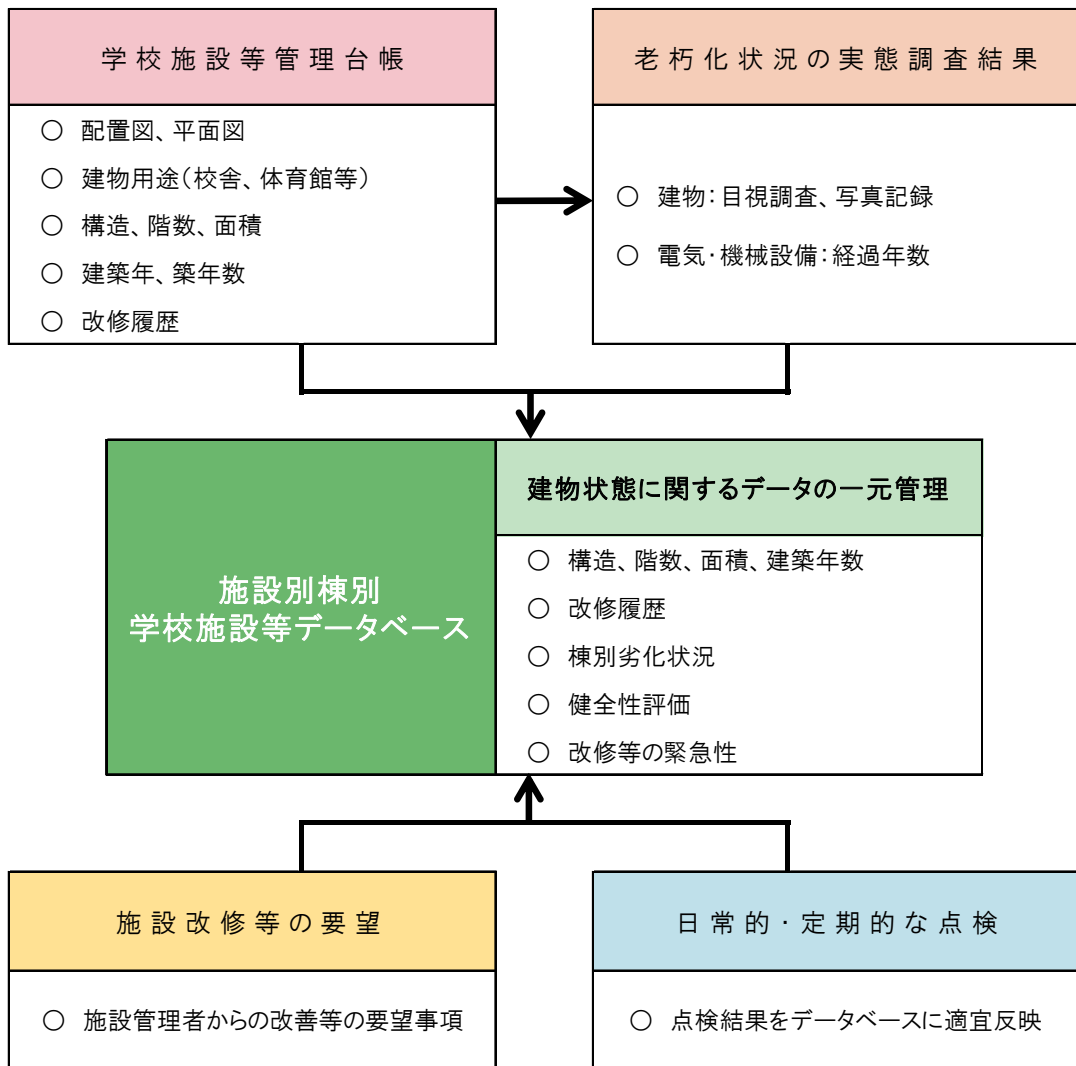 学校施設等管理台帳
○ 配置図、平面図
○ 建物用途（校舎、体育館等）
○ 構造、階数、面積
○ 建築年、築年数
○ 改修履歴
老朽化状況の実態調査結果
○ 建物：目視調査、写真記録
○ 電気・機械設備：経過年数
施設別棟別
学校施設等データベース
建物状態に関するデータの一元管理
○ 構造、階数、面積、建築年数
○ 改修履歴
○ 棟別劣化状況
○ 健全性評価
○ 改修等の緊急性
施設改修等の要望
○ 施設管理者からの改善等の要望事項
日常的・定期的な点検
○ 点検結果をデータベースに適宜反映